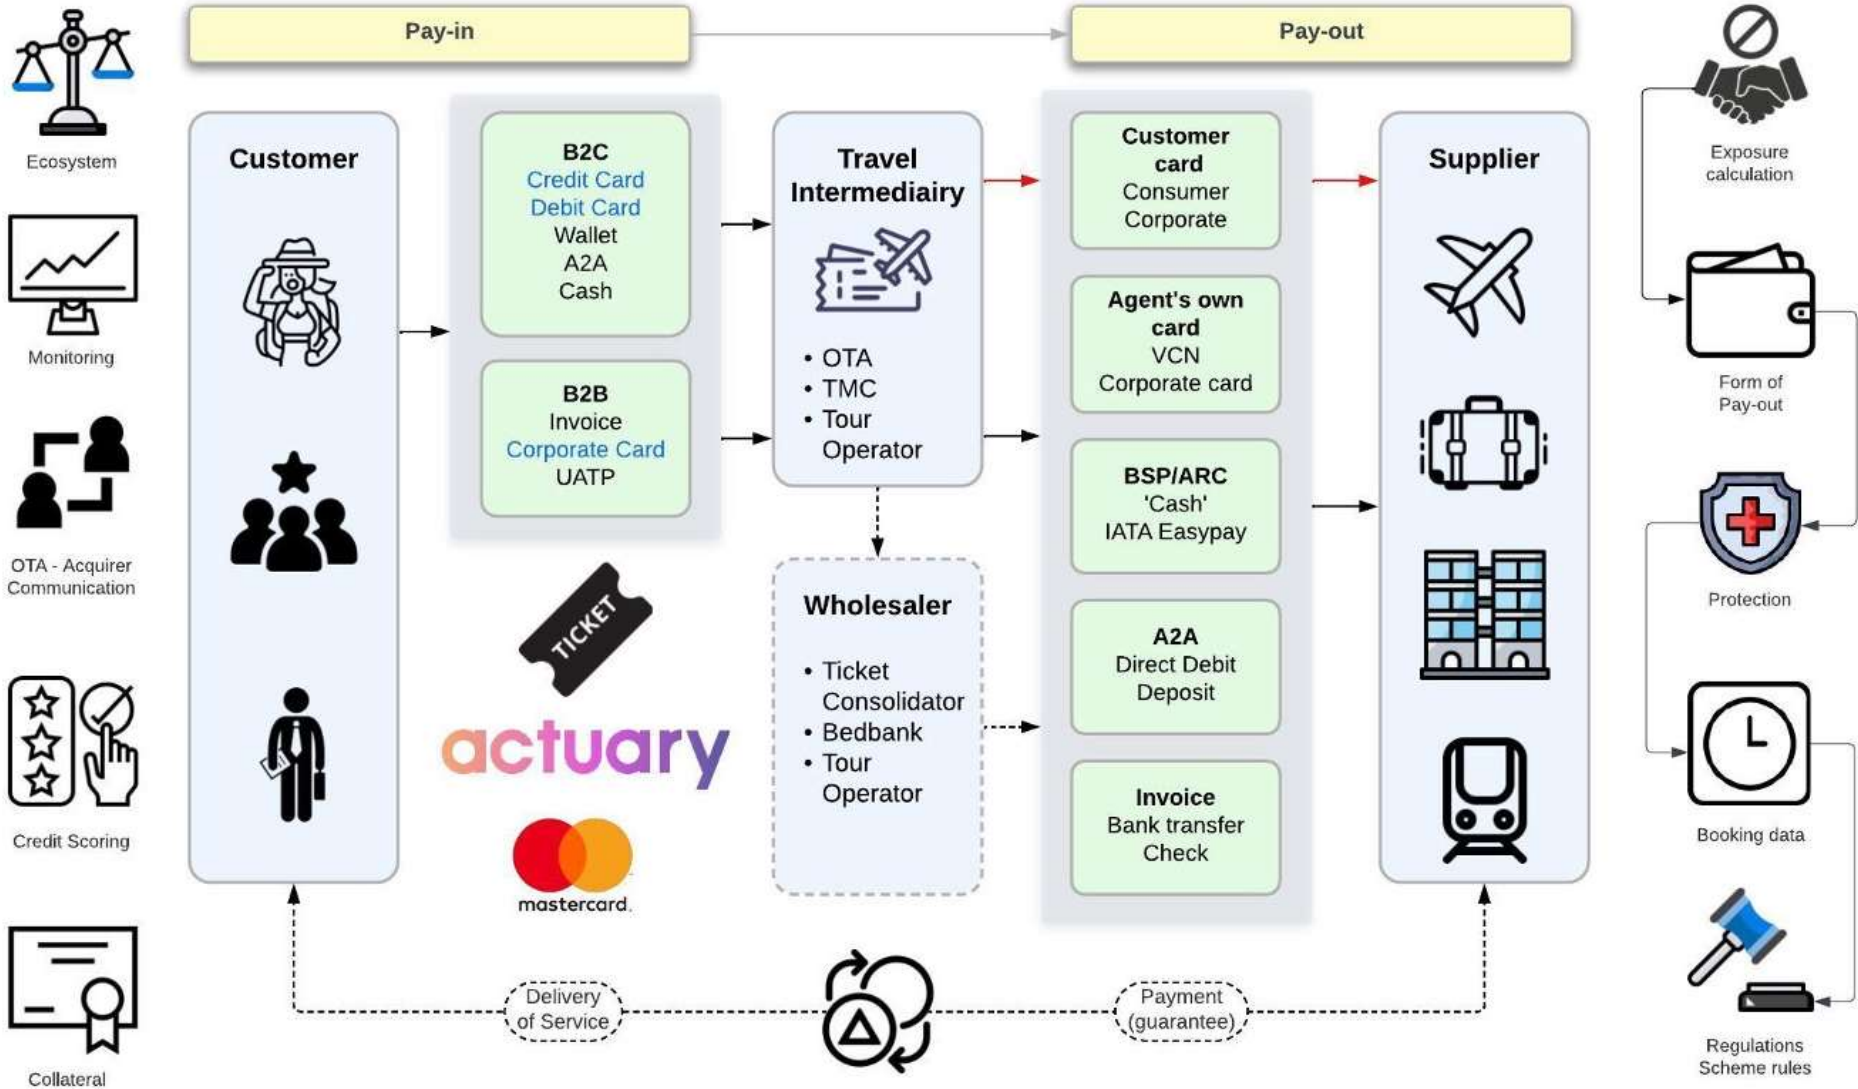 Pay-in
Pay-out
Ecosystem
Monitoring
OTA - Acquirer
Communication
Credit Scoring
Collateral
Customer
B2C
Credit Card
Debit Card
Wallet
A2A
Cash
B2B
Invoice
Corporate Card
UATP
TICKET
actuary
mastercard.
Travel
Intermediairy
• OTA
• TMC
• Tour
Operator
Wholesaler
• Ticket
Consolidator
• Bedbank
• Tour
Operator
Customer
card
Consumer
Corporate
Agent's own
card
VCN
Corporate card
BSP/ARC
'Cash'
IATA Easypay
A2A
Direct Debit
Deposit
Invoice
Bank transfer
Check
Supplier
Delivery
of Service
Payment
(guarantee)
Exposure
calculation
Form of
Pay-out
Protection
Booking data
Regulations
Scheme rules